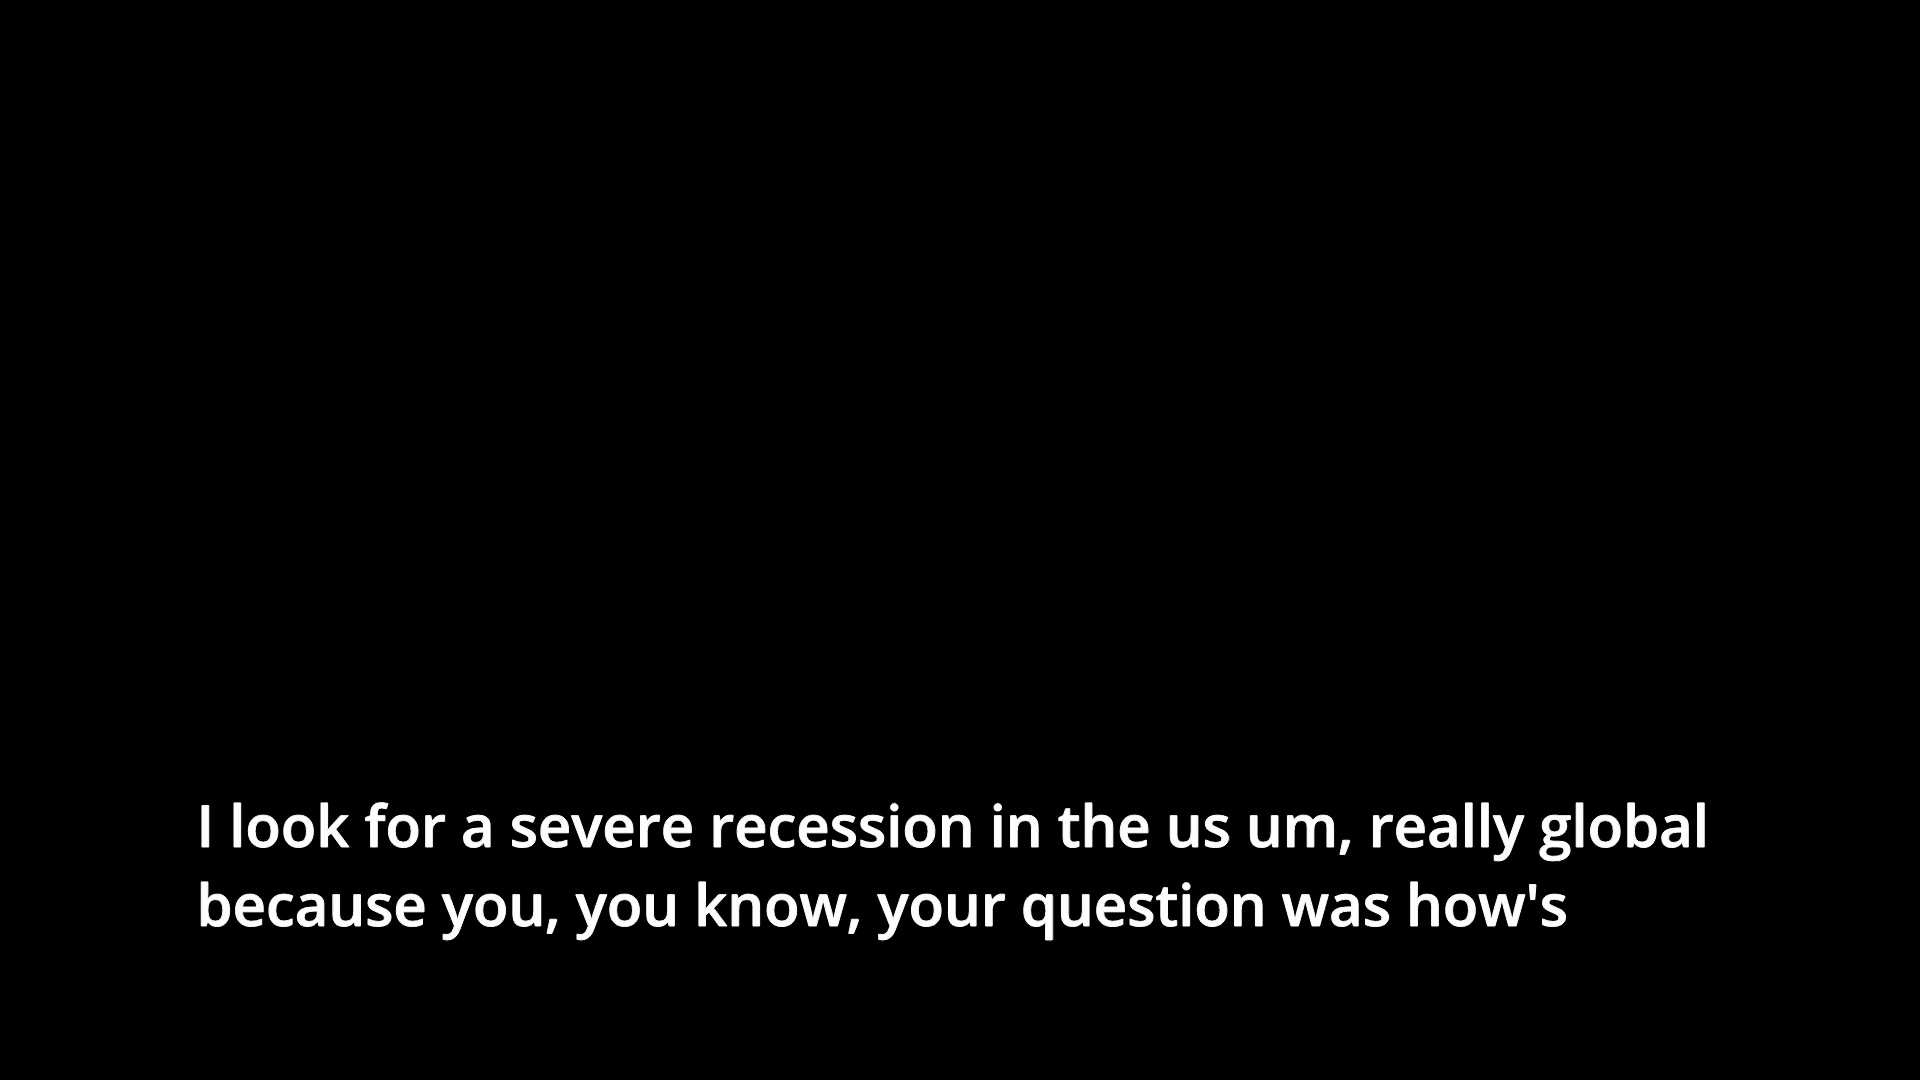 I look for a severe recession in the us um, really global
because you, you know, your question was how's